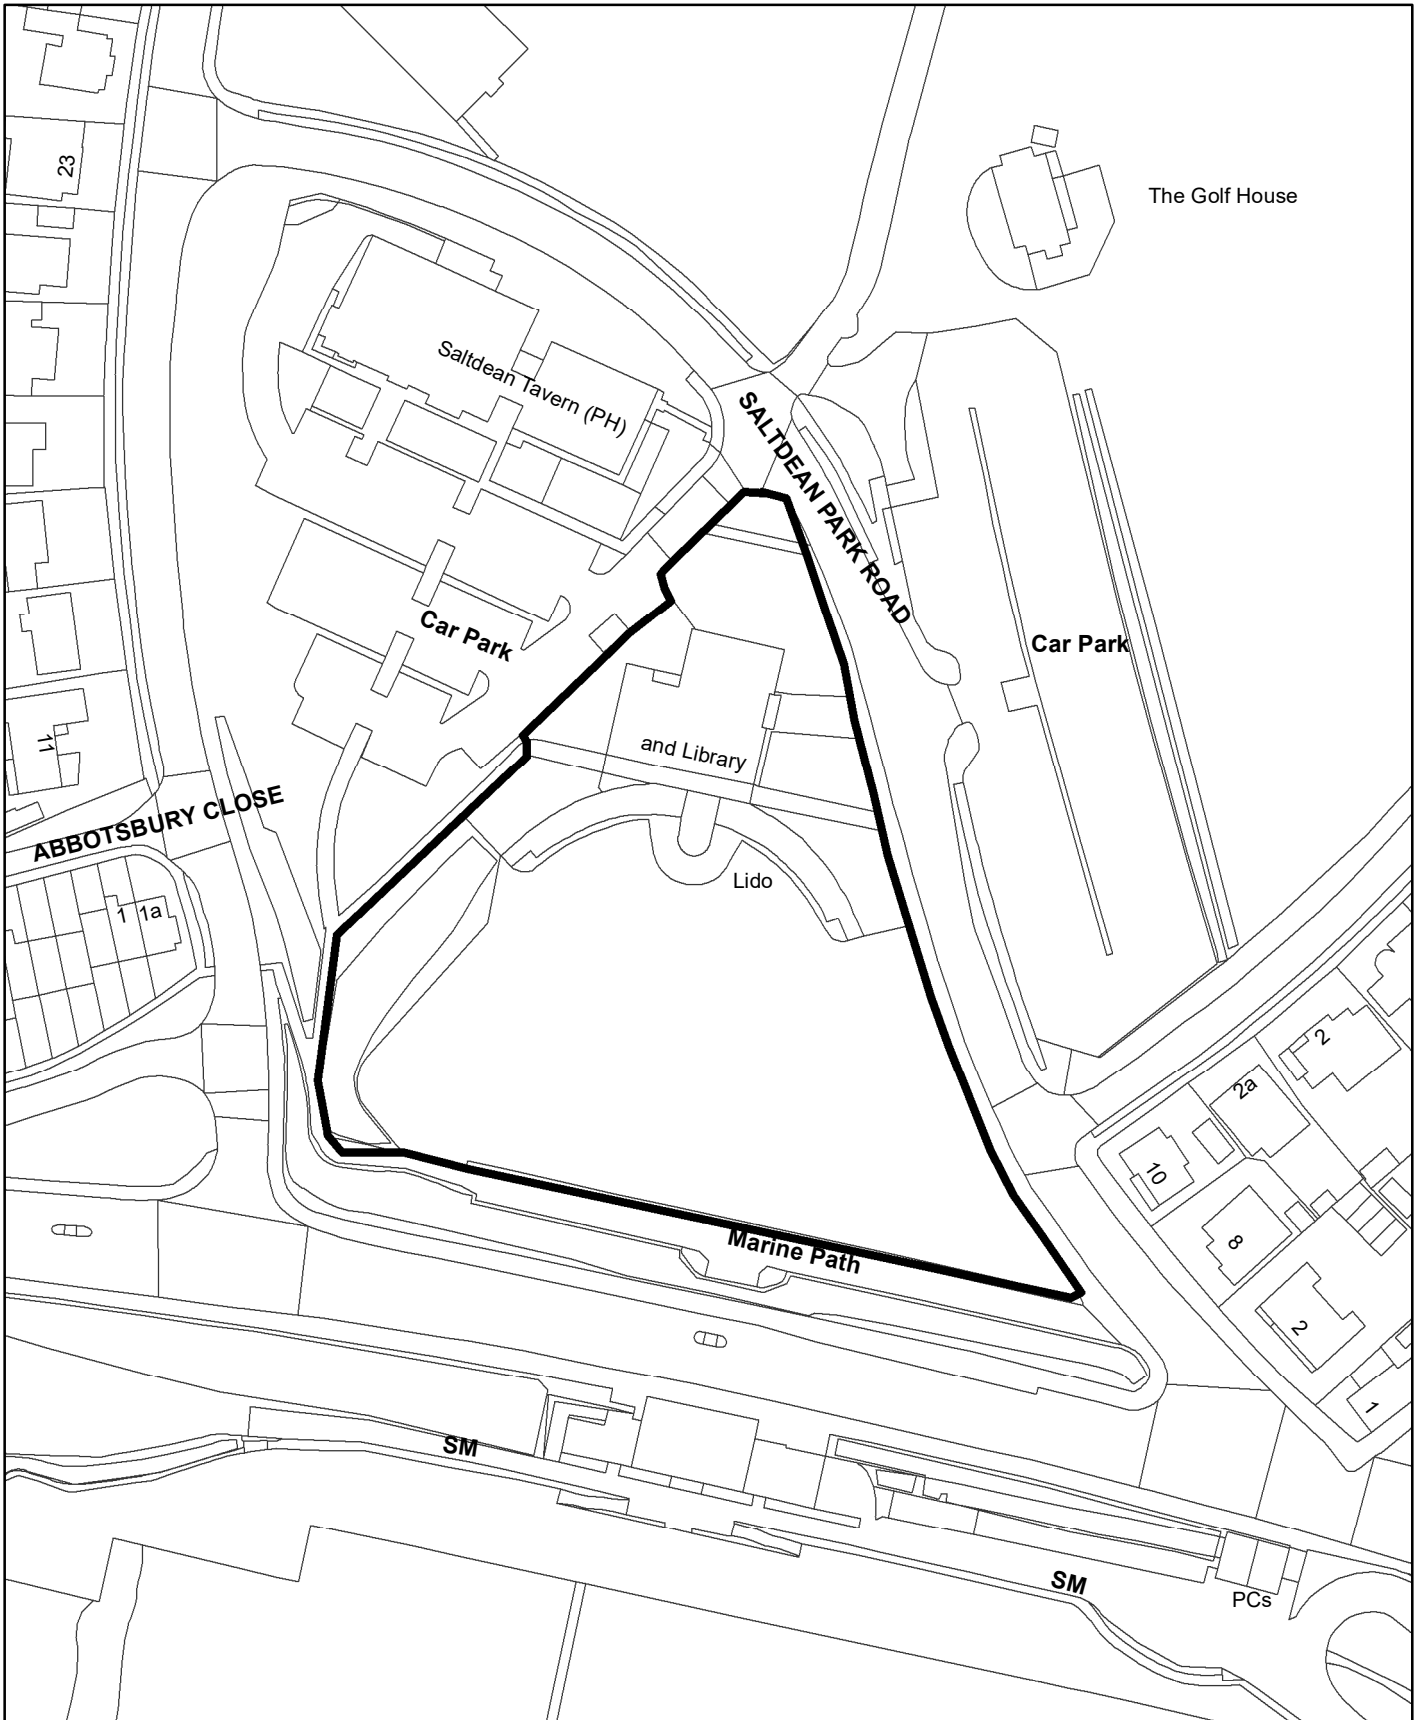 23
The Golf House
Saltdean Tavern (PH)
SALTDEAN PARK ROAD
Car Park
Car Park
11
and Library
ABBOTSBURY CLOSE
Lido
1
1a
2
2a
10
8
Marine Path
2
1
SM
SM
PCs